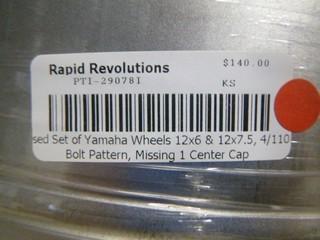 Rapid Revolutions $140.00
PTI-29078I KS
sed Set of Yamaha Wheels 12x6 & 12x7.5, 4/110
Bolt Pattern, Missing 1 Center Cap